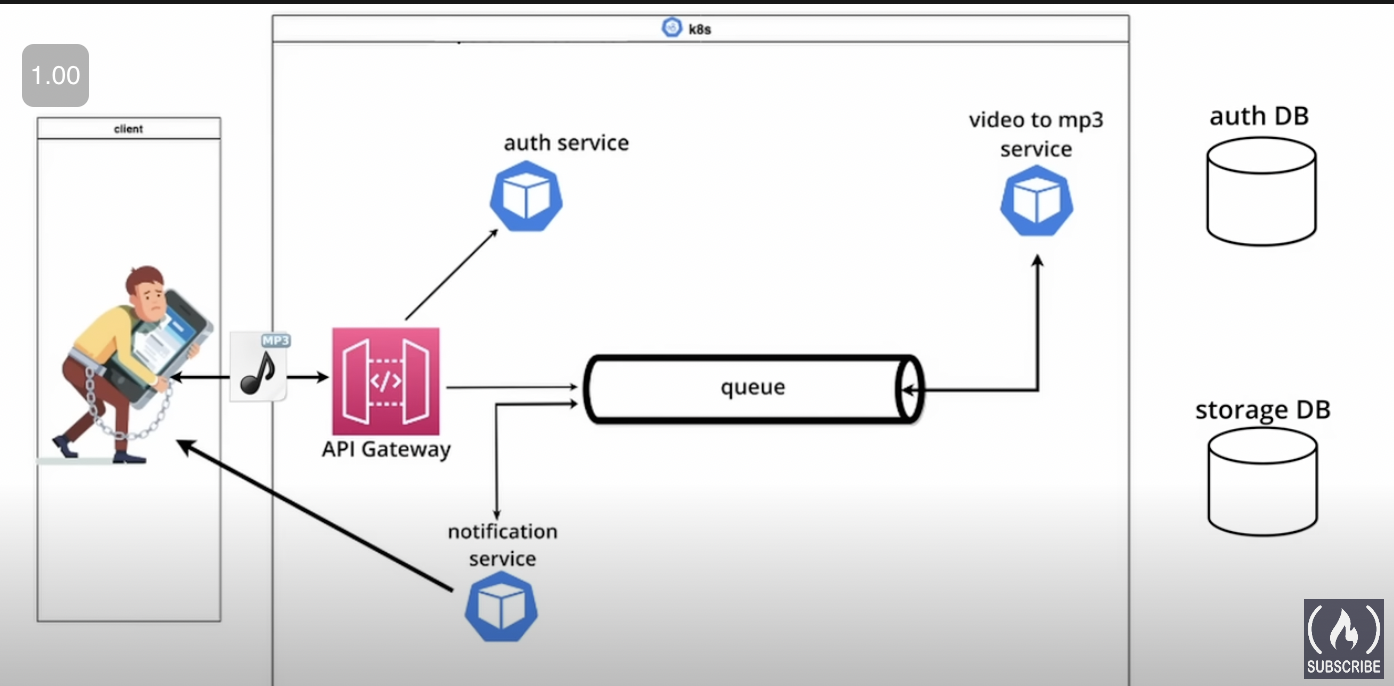 k8s
1.00
client
auth service
video to mp3
service
auth DB
MP3
</>
API Gateway
queue
storage DB
notification
service
SUBSCRIBE